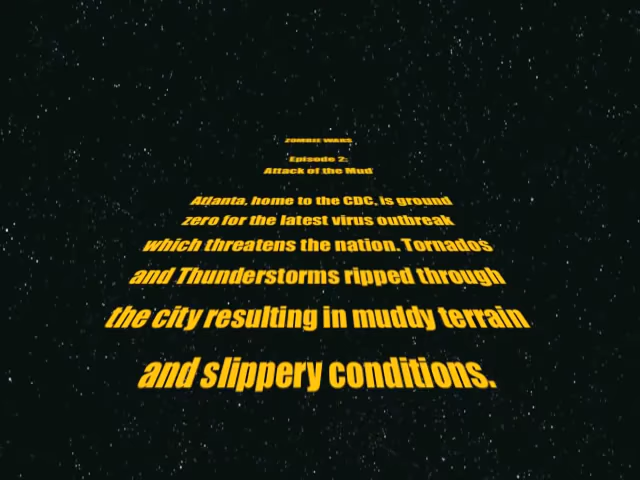 ZOMBIE WARS
Episode 2:
Attack of the Mud
Atlanta, home to the CDC, is ground
zero for the latest virus outbreak
which threatens the nation. Tornados
and Thunderstorms ripped through
the city resulting in muddy terrain
and slippery conditions.